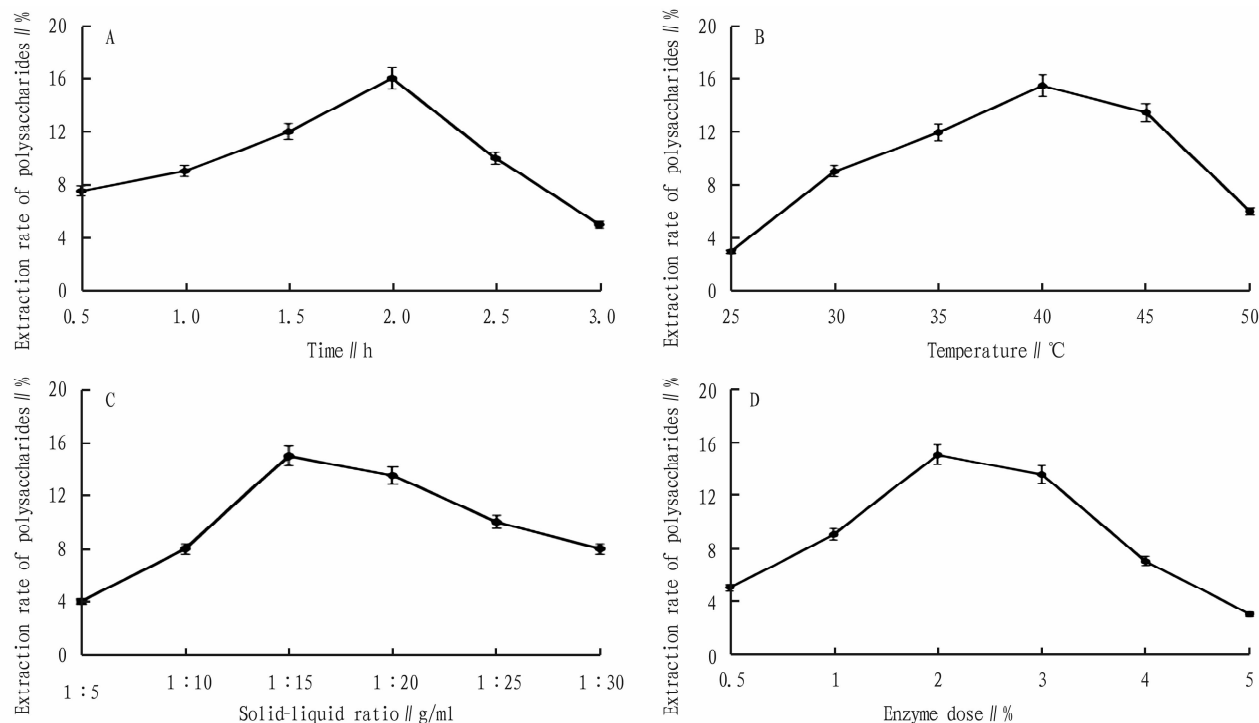 A
Extraction rate of polysaccharides∥%
20
16
12
8
4
0
0.5 1.0 1.5 2.0 2.5 3.0
Time∥h
B
Extraction rate of polysaccharides∥%
20
16
12
8
4
0
25 30 35 40 45 50
Temperature∥℃
C
Extraction rate of polysaccharides∥%
20
16
12
8
4
0
1:5 1:10 1:15 1:20 1:25 1:30
Solid-liquid ratio∥g/ml
D
Extraction rate of polysaccharides∥%
20
16
12
8
4
0
0.5 1 2 3 4 5
Enzyme dose∥%